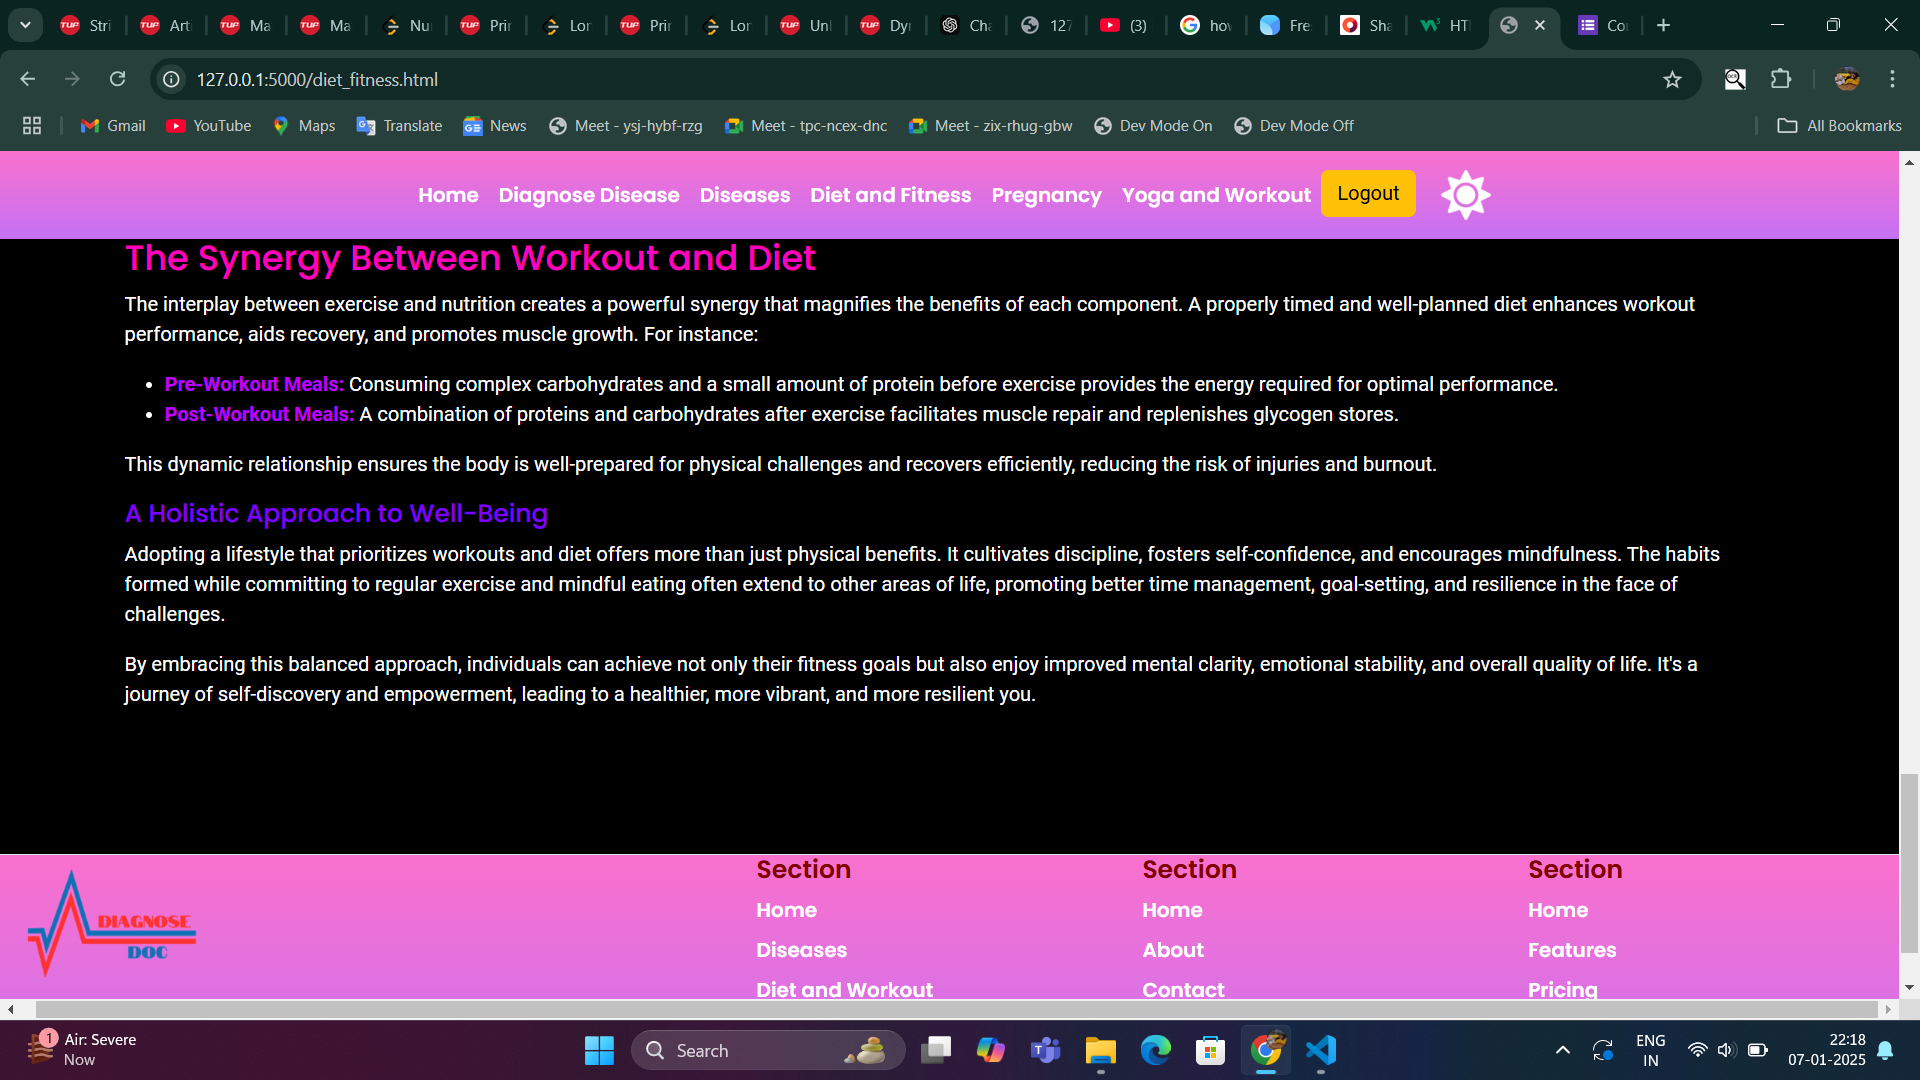 Stri
Art
Ma
Ma
Nu
Prir
Lor
Prir
Lor
Unl
Dyr
Cha
127
(3)
how
Fre
Sha
HTI
Co
127.0.0.1:5000/diet_fitness.html
Gmail
YouTube
Maps
Translate
News
Meet - ysj-hybf-rzg
Meet - tpc-ncex-dnc
Meet - zix-rhug-gbw
Dev Mode On
Dev Mode Off
All Bookmarks
Home
Diagnose Disease
Diseases
Diet and Fitness
Pregnancy
Yoga and Workout
Logout
The Synergy Between Workout and Diet
The interplay between exercise and nutrition creates a powerful synergy that magnifies the benefits of each component. A properly timed and well-planned diet enhances workout
performance, aids recovery, and promotes muscle growth. For instance:
• Pre-Workout Meals: Consuming complex carbohydrates and a small amount of protein before exercise provides the energy required for optimal performance.
• Post-Workout Meals: A combination of proteins and carbohydrates after exercise facilitates muscle repair and replenishes glycogen stores.
This dynamic relationship ensures the body is well-prepared for physical challenges and recovers efficiently, reducing the risk of injuries and burnout.
A Holistic Approach to Well-Being
Adopting a lifestyle that prioritizes workouts and diet offers more than just physical benefits. It cultivates discipline, fosters self-confidence, and encourages mindfulness. The habits
formed while committing to regular exercise and mindful eating often extend to other areas of life, promoting better time management, goal-setting, and resilience in the face of
challenges.
By embracing this balanced approach, individuals can achieve not only their fitness goals but also enjoy improved mental clarity, emotional stability, and overall quality of life. It's a
journey of self-discovery and empowerment, leading to a healthier, more vibrant, and more resilient you.
DIAGNOSE
DOC
Section
Home
Diseases
Diet and Workout
Section
Home
About
Contact
Section
Home
Features
Pricing
1
Air: Severe
Now
Search
ENG
IN
22:18
07-01-2025